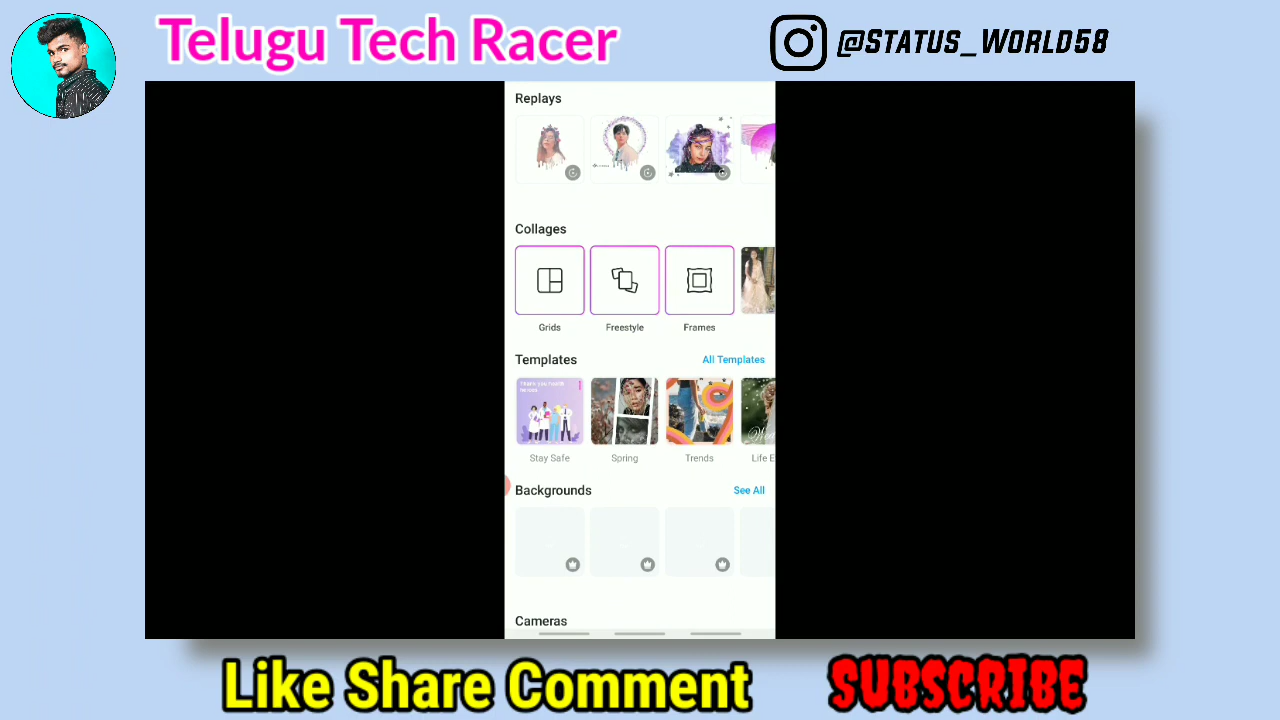 Telugu Tech Racer
@STATUS_WORLD58
Replays
Collages
Grids
Freestyle
Frames
Templates
All Templates
Stay Safe
Spring
Trends
Life E
Backgrounds
See All
Cameras
Like Share Comment
SUBSCRIBE